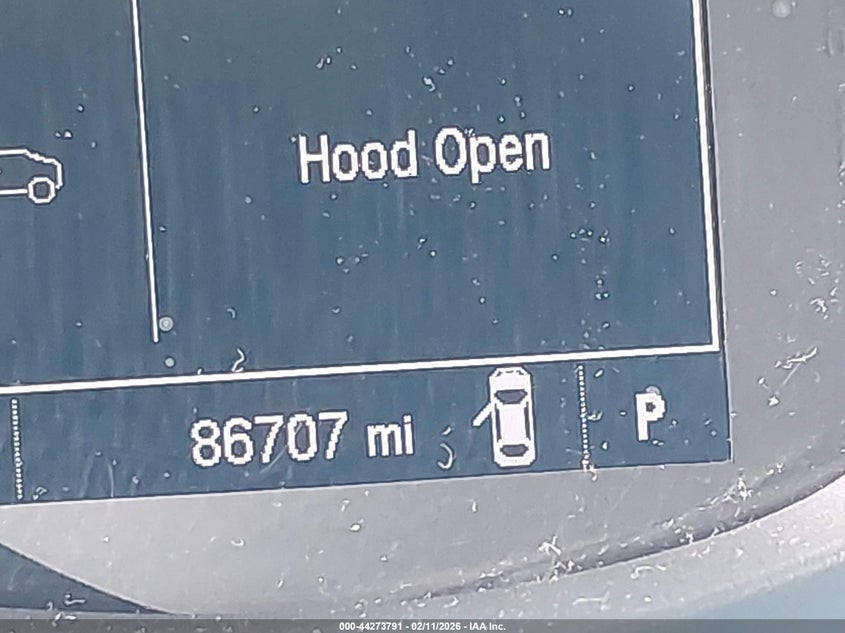 Hood Open
86707 mi
P
000-44273791 - 02/11/2026 - IAA Inc.